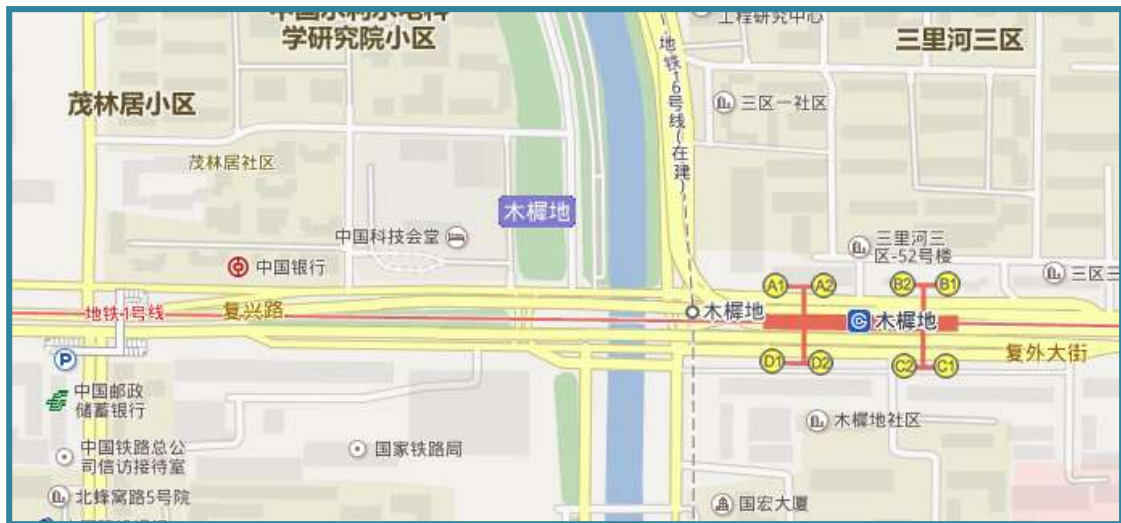 学研究院小区
工程研究中心
三里河三区
茂林居小区
三区一社区
地铁16号线(在建)
茂林居社区
木樨地
中国科技会堂
中国银行
三里河三
区-52号楼
A1
A2
B2
B1
地铁1号线
复兴路
木樨地
木樨地
复外大街
P
D1
D2
C2
C1
中国邮政
储蓄银行
木樨地社区
中国铁路总公
司信访接待室
国家铁路局
北蜂窝路5号院
国宏大厦